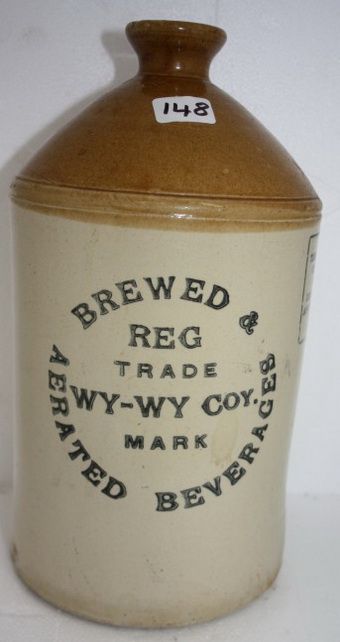 148
BREWED &
REG
TRADE
WY-WY COY.
MARK
AERATED BEVERAGES